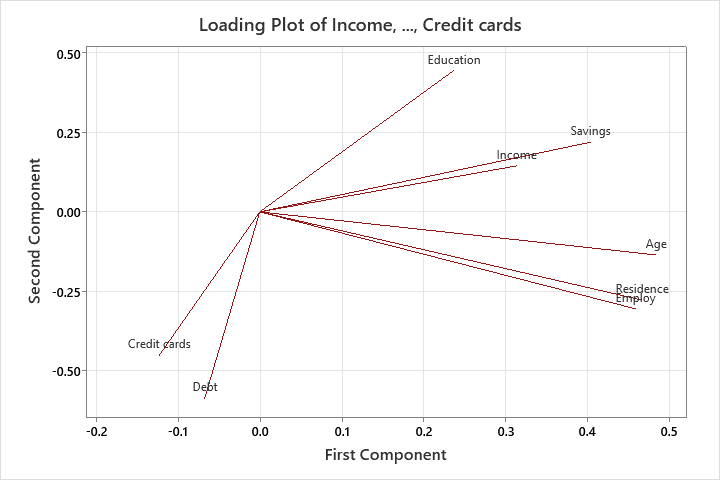 Loading Plot of Income, ..., Credit cards
Second Component
0.50
0.25
0.00
-0.25
-0.50
Education
Savings
Income
Age
Residence
Employ
Credit cards
Debt
-0.2 -0.1 0.0 0.1 0.2 0.3 0.4 0.5
First Component